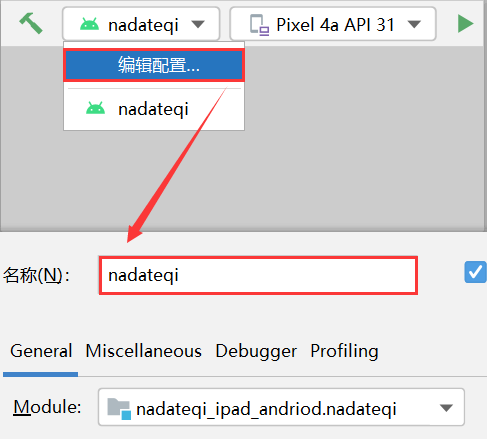 nadateqi Pixel 4a API 31
编辑配置...
nadateqi
名称(N): nadateqi
General Miscellaneous Debugger Profiling
Module: nadateqi_ipad_andriod.nadateqi